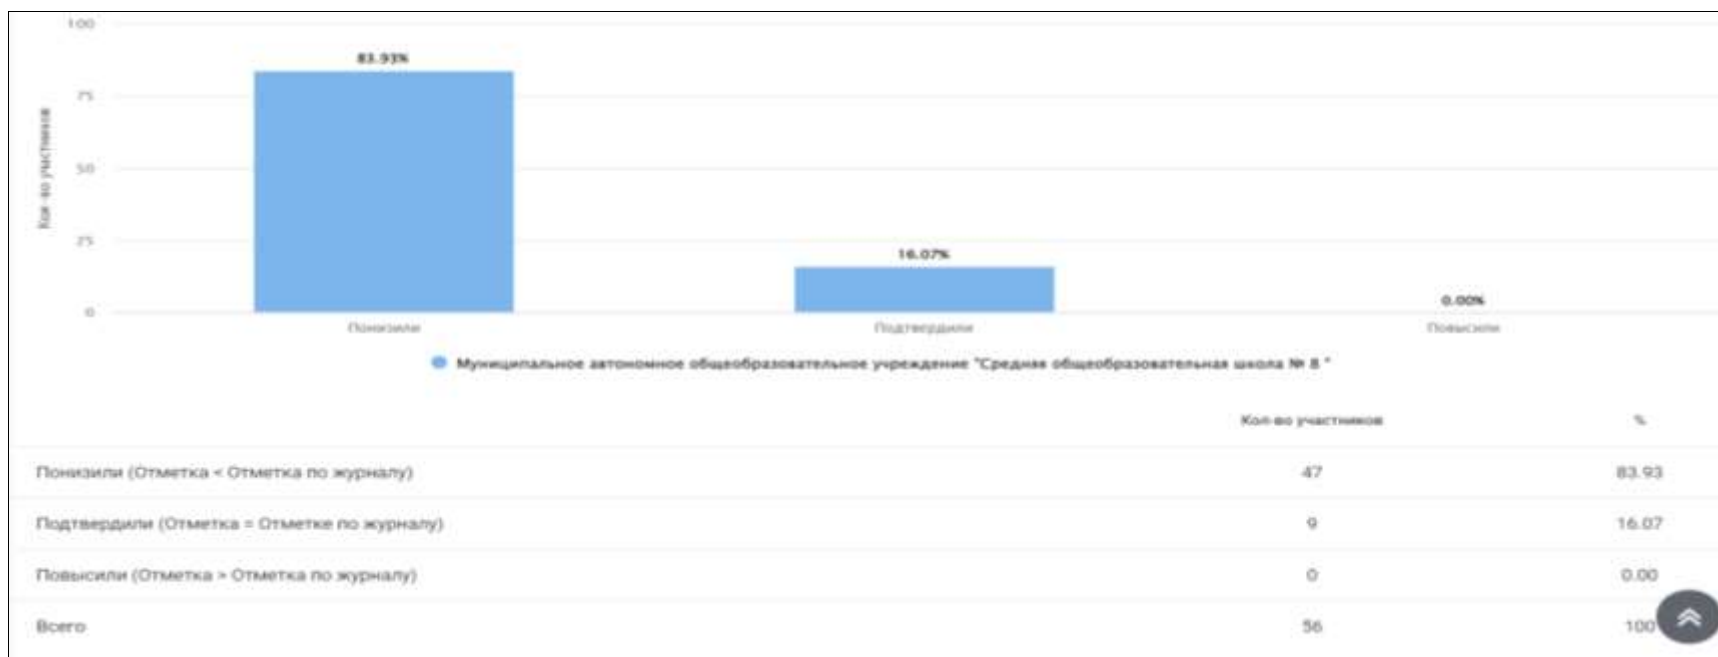 100
83.93%
75
Кол-во участников
50
25
16.07%
0.00%
0
Понизили Подтвердили Повысили
Муниципальное автономное общеобразовательное учреждение "Средняя общеобразовательная школа № 8 "
Кол-во участников %
Понизили (Отметка < Отметка по журналу) 47 83.93
Подтвердили (Отметка = Отметке по журналу) 9 16.07
Повысили (Отметка > Отметка по журналу) 0 0.00
Всего 56 100